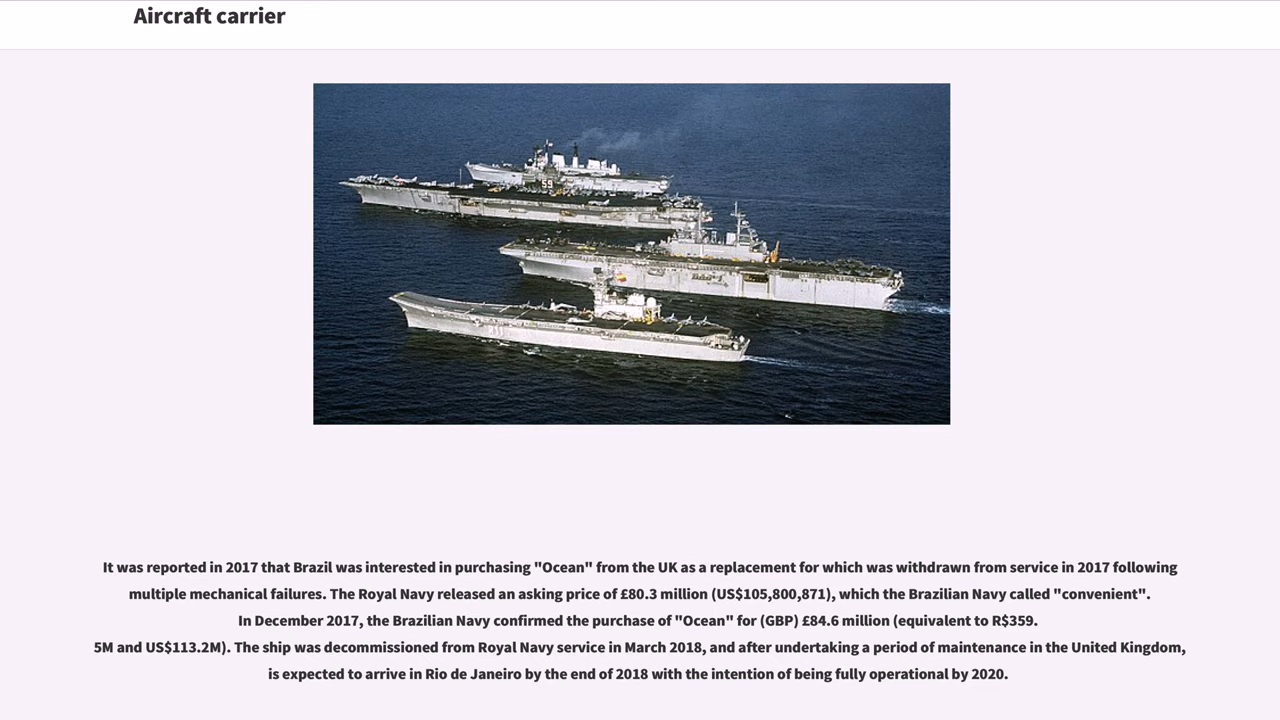 Aircraft carrier
59
It was reported in 2017 that Brazil was interested in purchasing "Ocean" from the UK as a replacement for which was withdrawn from service in 2017 following
multiple mechanical failures. The Royal Navy released an asking price of £80.3 million (US$105,800,871), which the Brazilian Navy called "convenient".
In December 2017, the Brazilian Navy confirmed the purchase of "Ocean" for (GBP) £84.6 million (equivalent to R$359.
5M and US$113.2M). The ship was decommissioned from Royal Navy service in March 2018, and after undertaking a period of maintenance in the United Kingdom,
is expected to arrive in Rio de Janeiro by the end of 2018 with the intention of being fully operational by 2020.